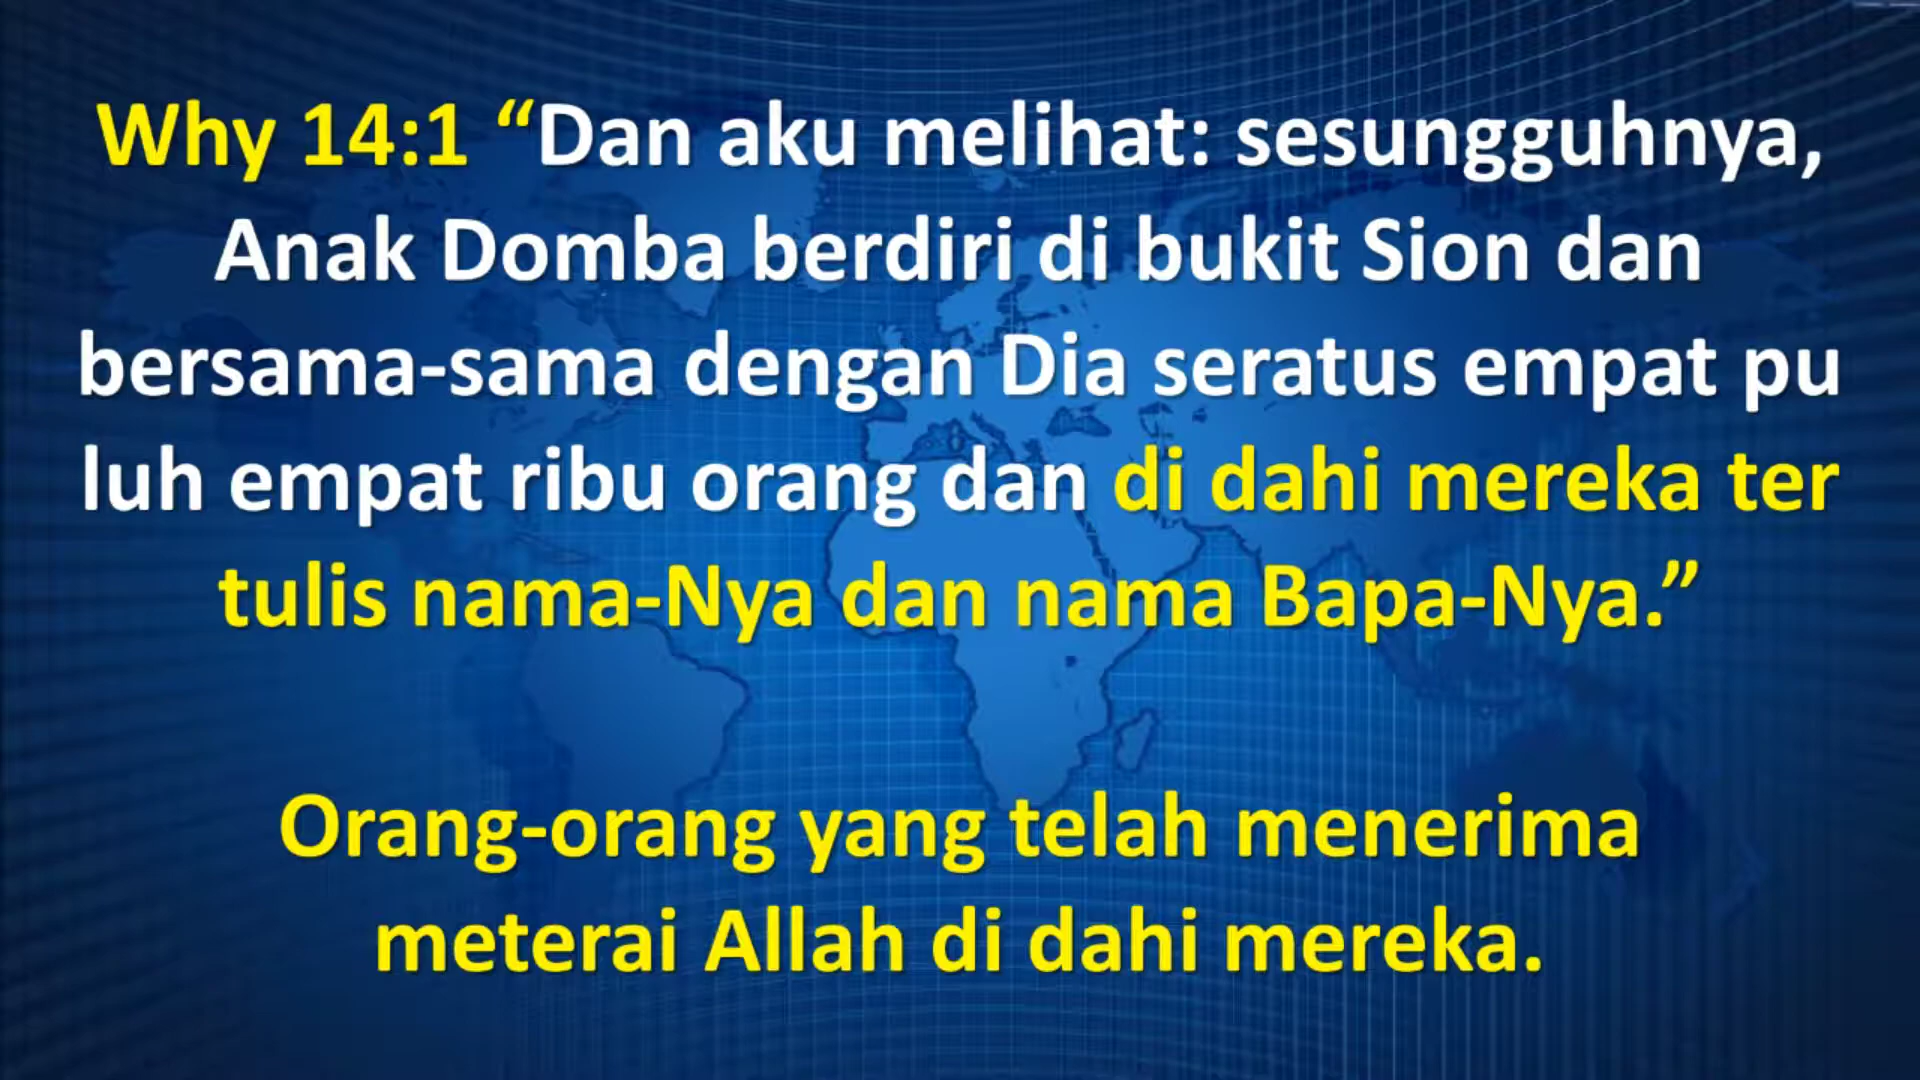 Why 14:1 “Dan aku melihat: sesungguhnya,
Anak Domba berdiri di bukit Sion dan
bersama-sama dengan Dia seratus empat pu
luh empat ribu orang dan di dahi mereka ter
tulis nama-Nya dan nama Bapa-Nya.”
Orang-orang yang telah menerima
meterai Allah di dahi mereka.